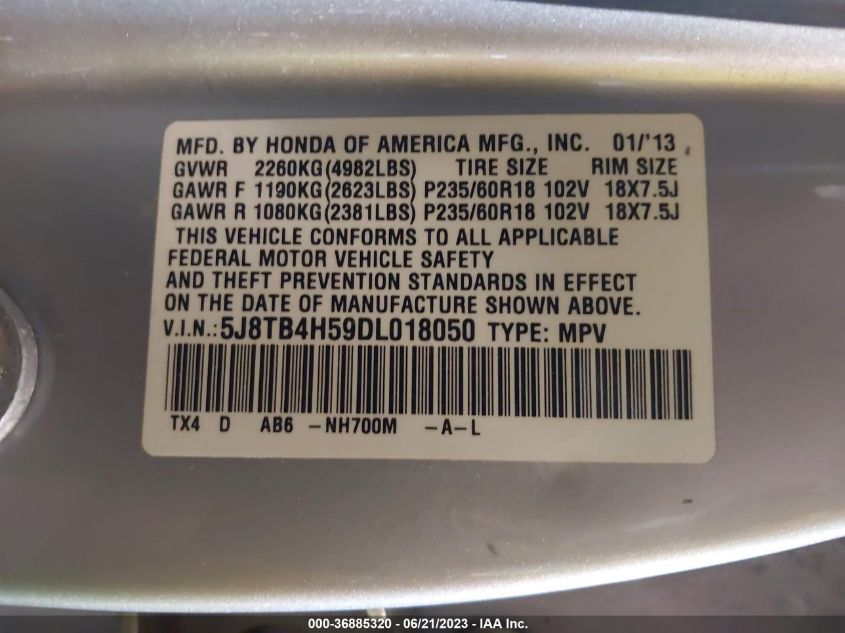 MFD. BY HONDA OF AMERICA MFG., INC. 01/'13
GVWR 2260KG(4982LBS) TIRE SIZE RIM SIZE
GAWR F 1190KG(2623LBS) P235/60R18 102V 18X7.5J
GAWR R 1080KG(2381LBS) P235/60R18 102V 18X7.5J
THIS VEHICLE CONFORMS TO ALL APPLICABLE
FEDERAL MOTOR VEHICLE SAFETY
AND THEFT PREVENTION STANDARDS IN EFFECT
ON THE DATE OF MANUFACTURE SHOWN ABOVE.
V.I.N.: 5J8TB4H59DL018050 TYPE: MPV
TX4 D AB6 -NH700M -A-L
000-36885320 - 06/21/2023 - IAA Inc.